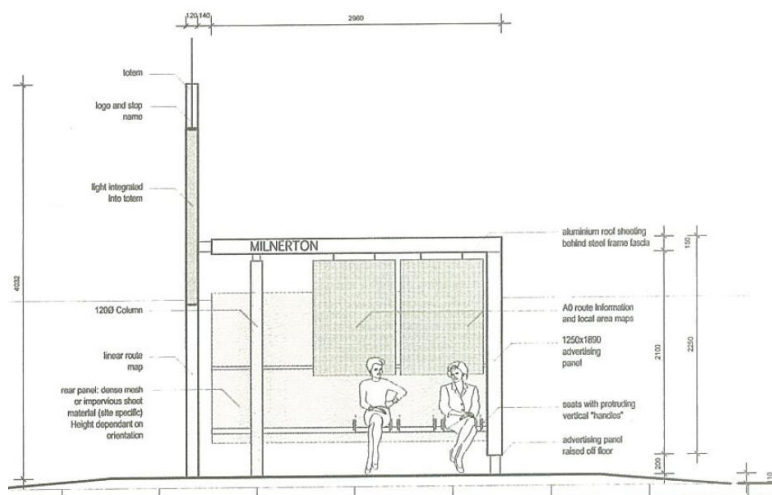 120 140
2900
totem
logo and stop
name
light integrated
into totem
MILNERTON
aluminium roof sheeting
behind steel frame fascia
150
4032
120Ø Column
A0 route information
and local area maps
1250x1890
advertising
panel
2100
2250
linear route
map
rear panel: dense mesh
or impervious sheet
material (site specific)
Height dependant on
orientation
seats with protruding
vertical "handles"
advertising panel
raised off floor
200